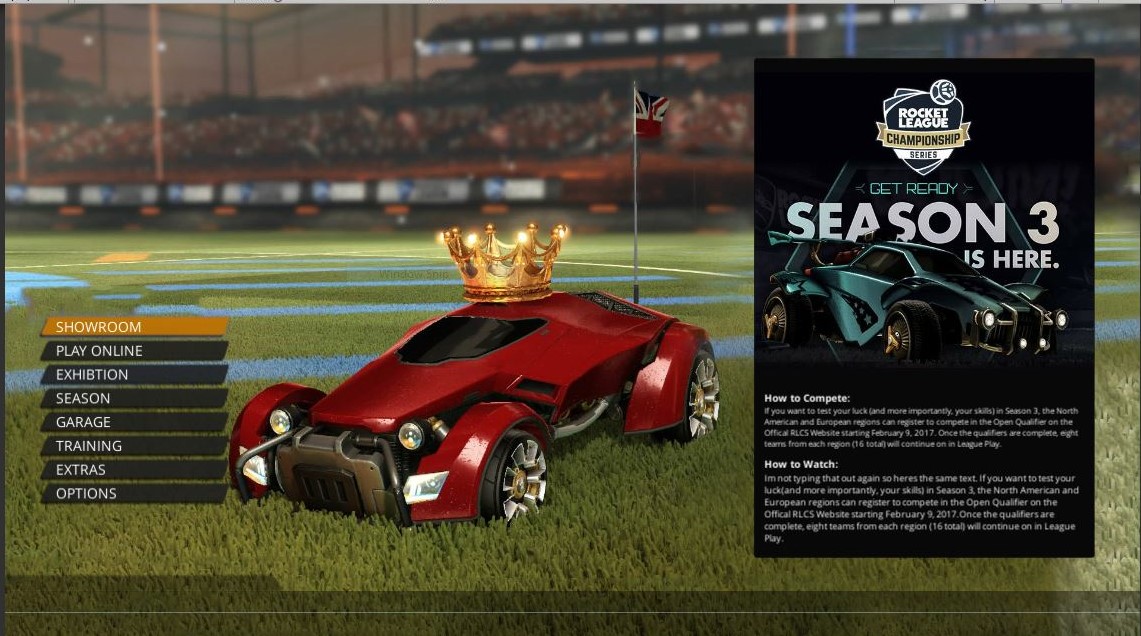 SHOWROOM
PLAY ONLINE
EXHIBTION
SEASON
GARAGE
TRAINING
EXTRAS
OPTIONS
Window Snip
ROCKET
LEAGUE
CHAMPIONSHIP
SERIES
GET READY
SEASON 3
IS HERE.
How to Compete:
If you want to test your luck (and more importantly, your skills) in Season 3, the North
American and European regions can register to compete in the Open Qualifier on the
Offical RLCS Website starting February 9, 2017. Once the qualifiers are complete, eight
teams from each region (16 total) will continue on in League Play.
How to Watch:
Im not typing that out again so heres the same text. If you want to test your
luck(and more importantly, your skills) in Season 3, the North American and
European regions can register to compete in the Open Qualifier on the
Offical RLCS Website starting February 9, 2017.Once the qualifiers are
complete, eight teams from each region (16 total) will continue on in League
Play.